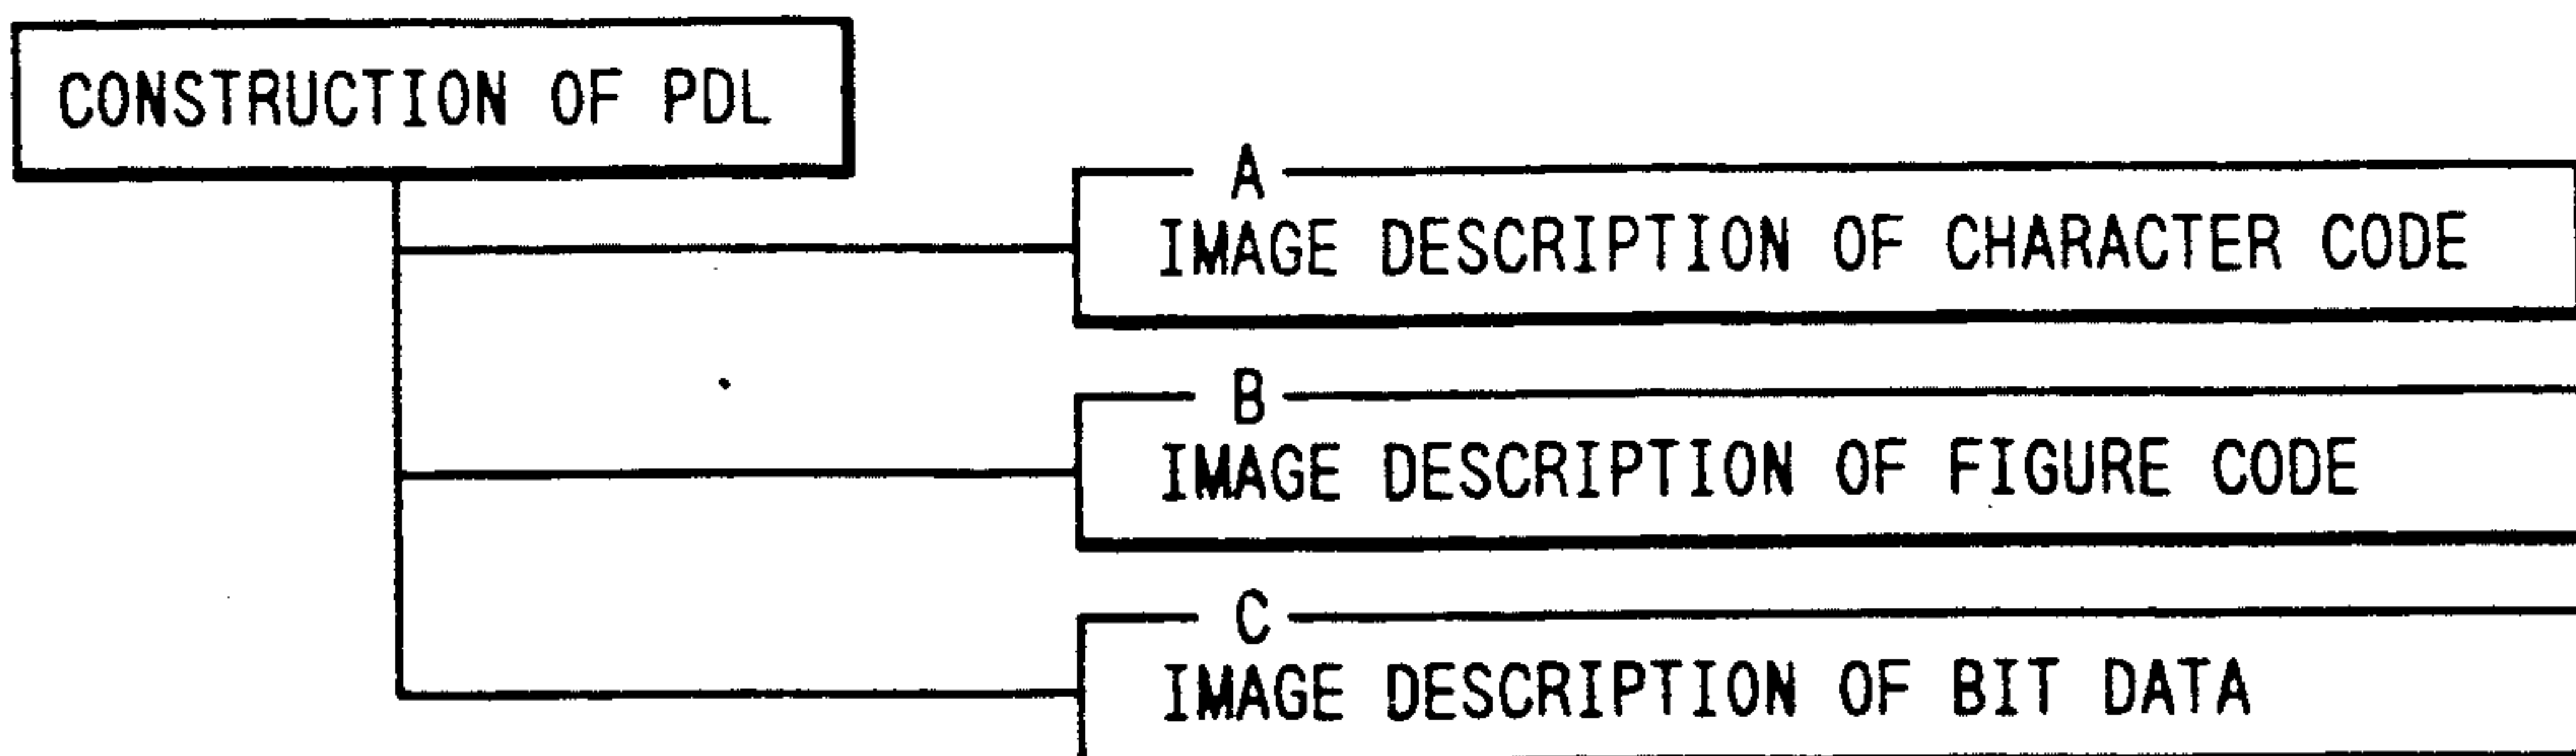 CONSTRUCTION OF PDL
A
IMAGE DESCRIPTION OF CHARACTER CODE
B
IMAGE DESCRIPTION OF FIGURE CODE
C
IMAGE DESCRIPTION OF BIT DATA